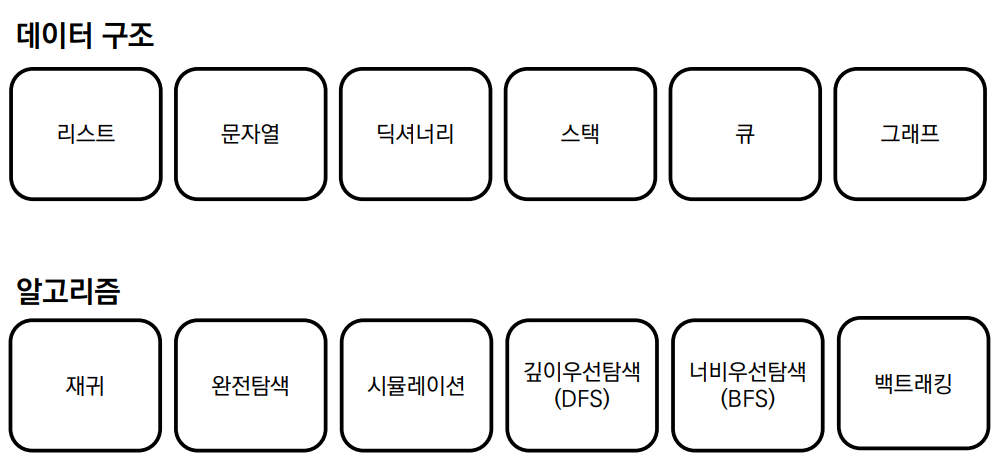 데이터 구조
리스트
문자열
딕셔너리
스택
큐
그래프
알고리즘
재귀
완전탐색
시뮬레이션
깊이우선탐색
(DFS)
너비우선탐색
(BFS)
백트래킹